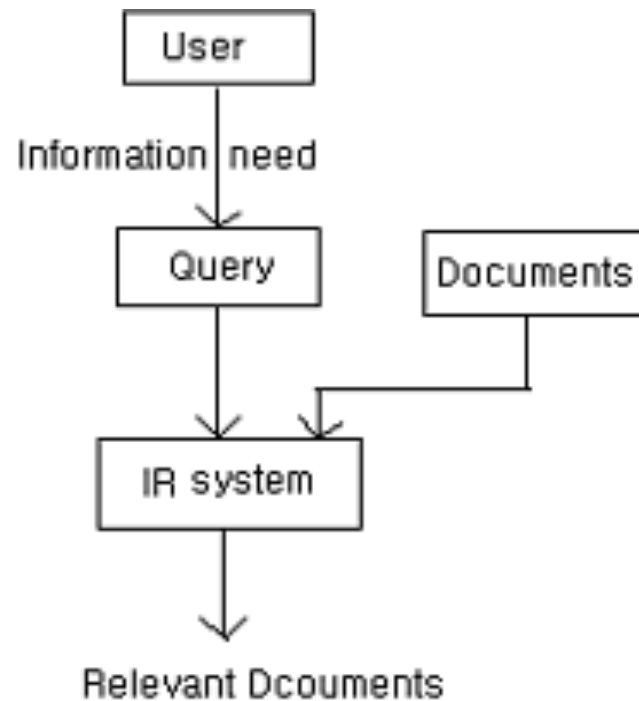 User
Information need
Query
Documents
IR system
Relevant Dcouments